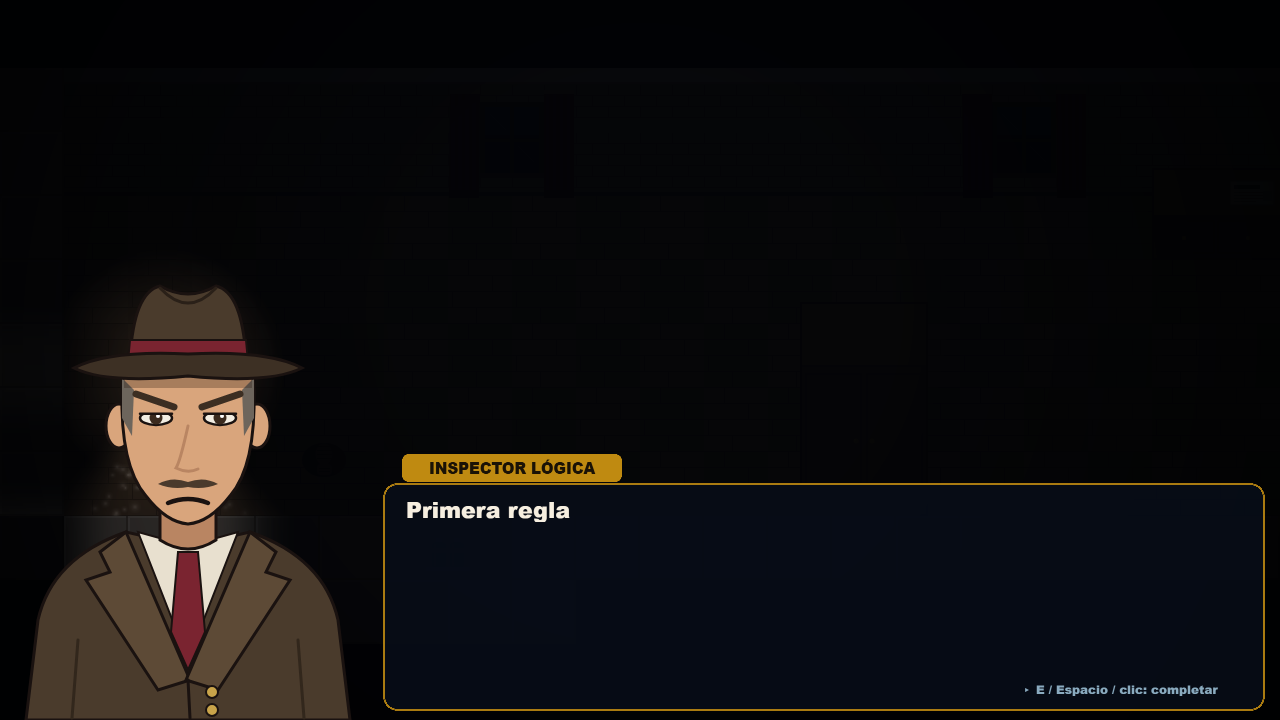 INSPECTOR LÓGICA
Primera regla
‣ E / Espacio / clic: completar